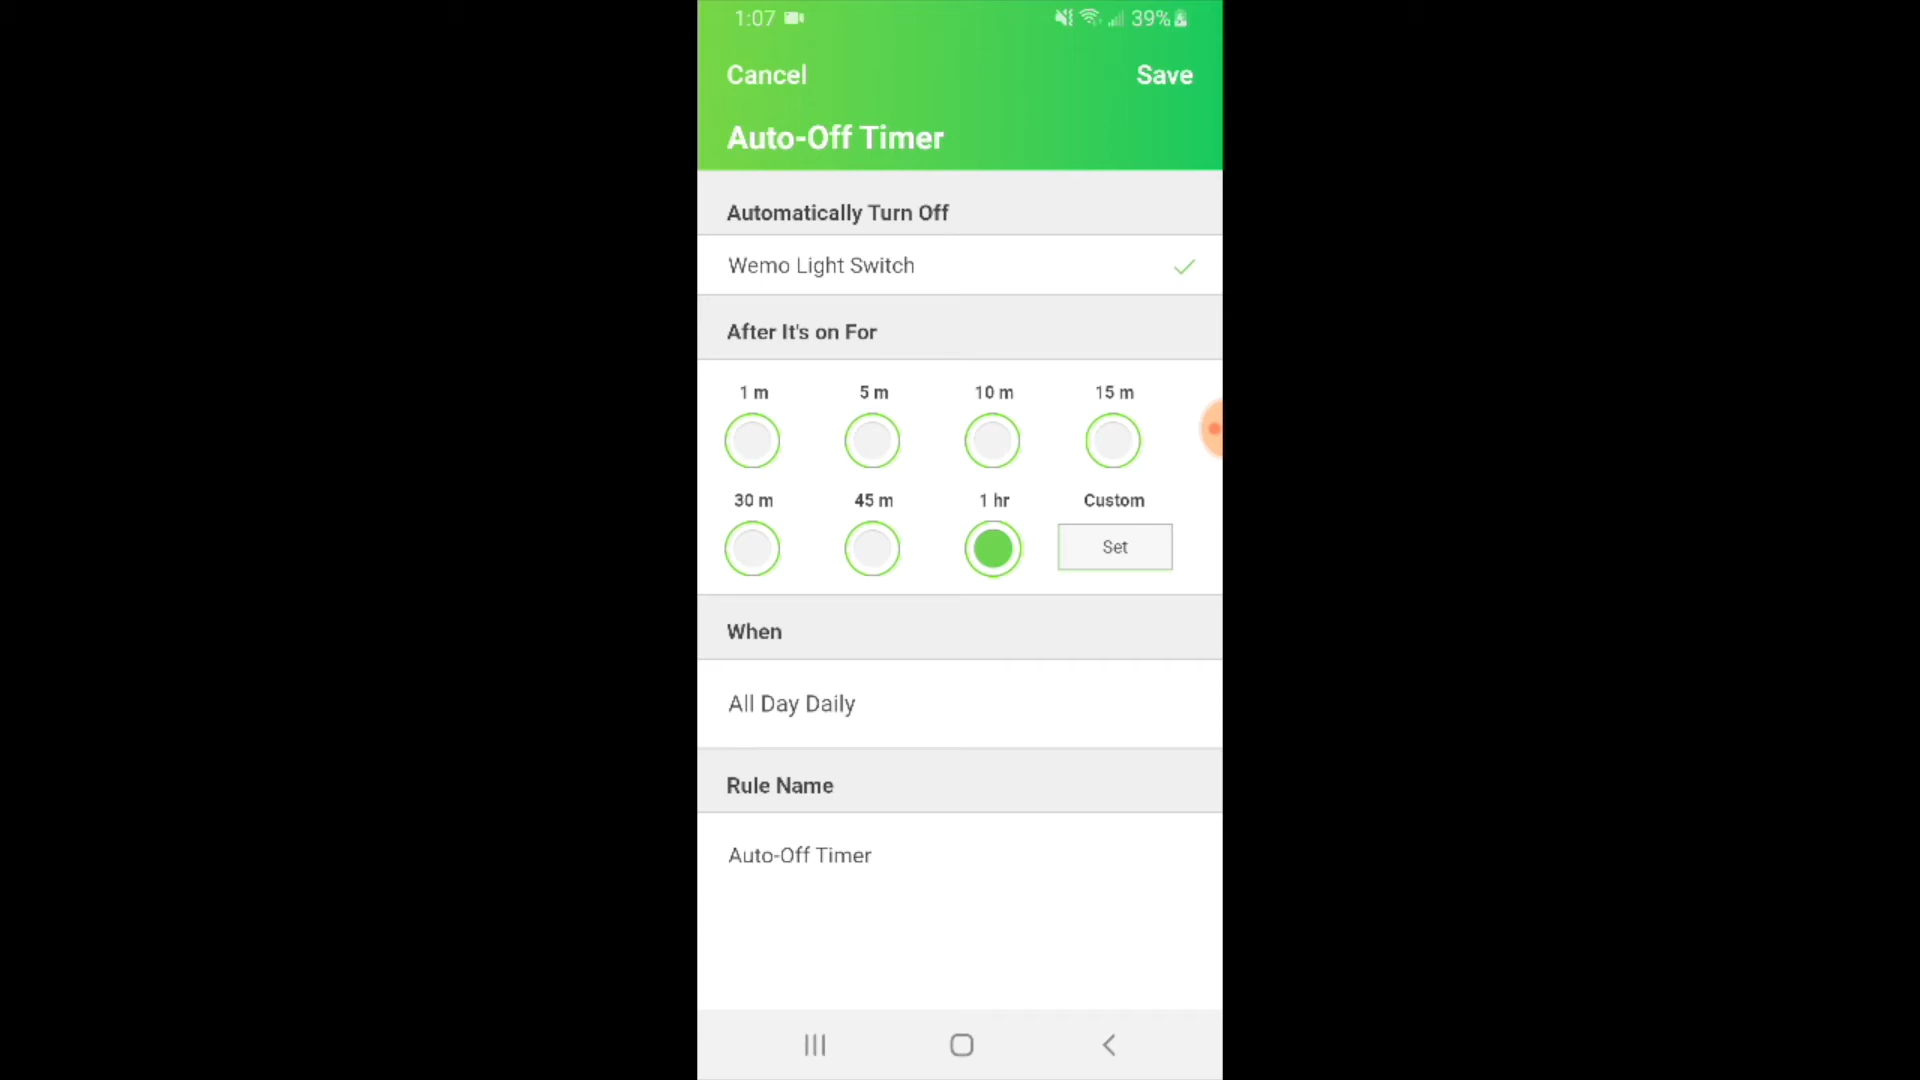 1:07 39%
Cancel Save
Auto-Off Timer
Automatically Turn Off
Wemo Light Switch
After It's on For
1 m 5 m 10 m 15 m
30 m 45 m 1 hr Custom
Set
When
All Day Daily
Rule Name
Auto-Off Timer